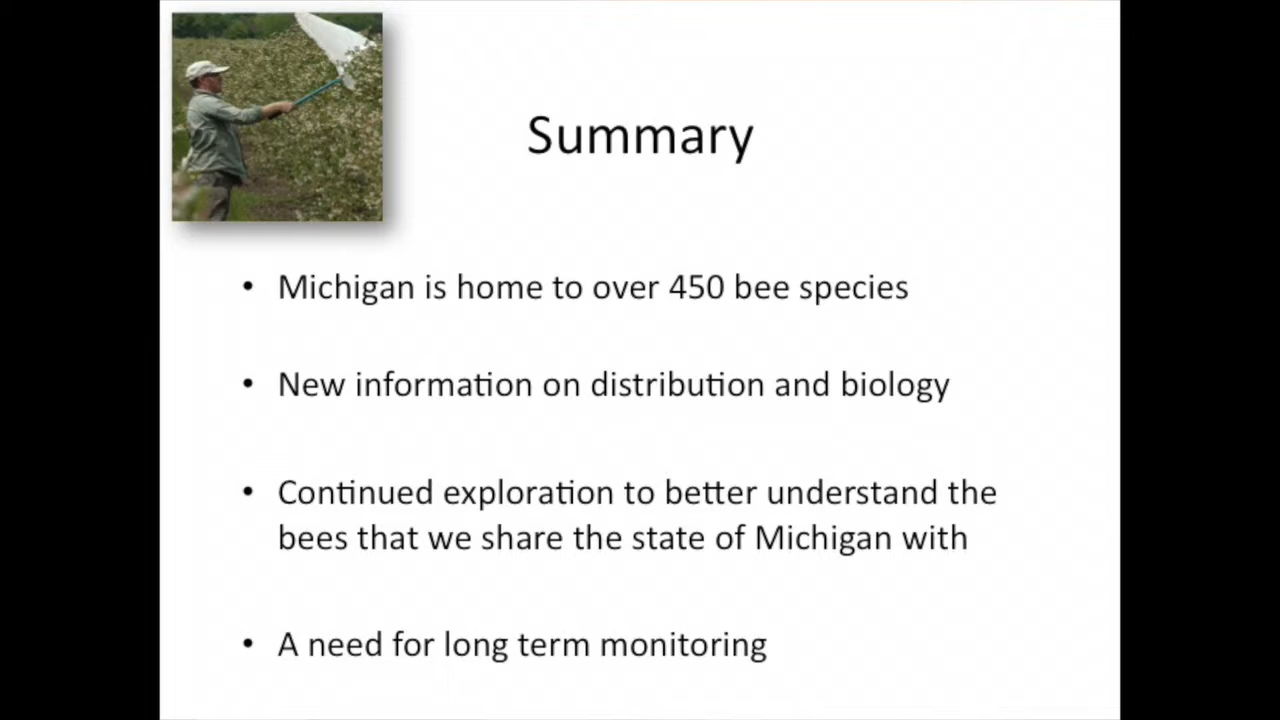 Summary
• Michigan is home to over 450 bee species
• New information on distribution and biology
• Continued exploration to better understand the
bees that we share the state of Michigan with
• A need for long term monitoring